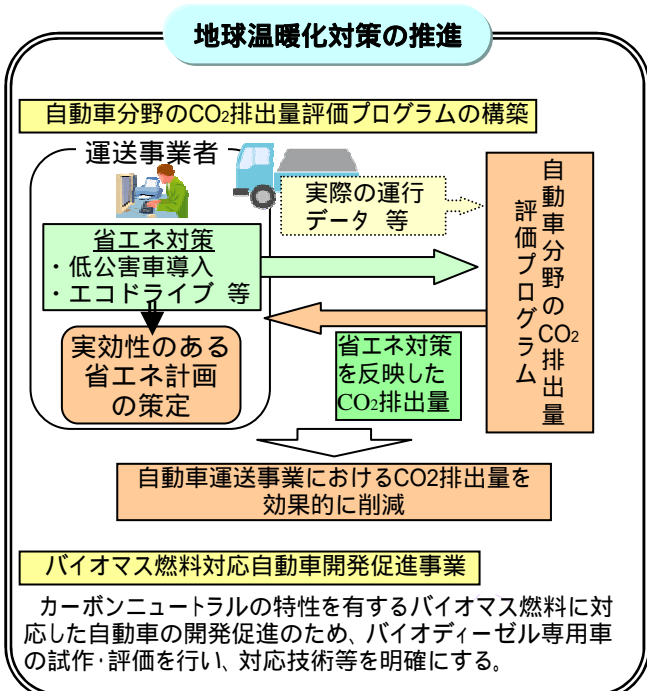 地球温暖化対策の推進
自動車分野のCO₂排出量評価プログラムの構築
運送事業者
実際の運行
データ 等
省エネ対策
・低公害車導入
・エコドライブ 等
実効性のある
省エネ計画
の策定
自動車分野のCO₂排出量
評価プログラム
省エネ対策
を反映した
CO₂排出量
自動車運送事業におけるCO2排出量を
効果的に削減
バイオマス燃料対応自動車開発促進事業
カーボンニュートラルの特性を有するバイオマス燃料に対
応した自動車の開発促進のため、バイオディーゼル専用車
の試作・評価を行い、対応技術等を明確にする。